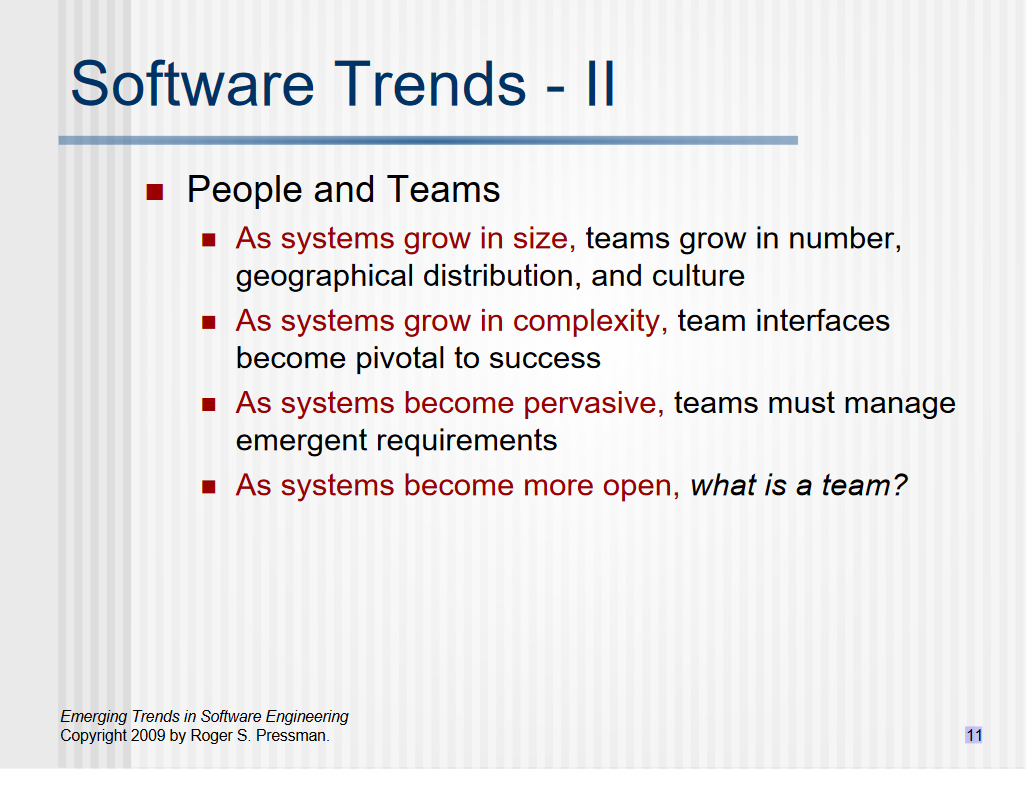 Software Trends - II
People and Teams
As systems grow in size, teams grow in number,
geographical distribution, and culture
As systems grow in complexity, team interfaces
become pivotal to success
As systems become pervasive, teams must manage
emergent requirements
As systems become more open, what is a team?
Emerging Trends in Software Engineering
Copyright 2009 by Roger S. Pressman.
11